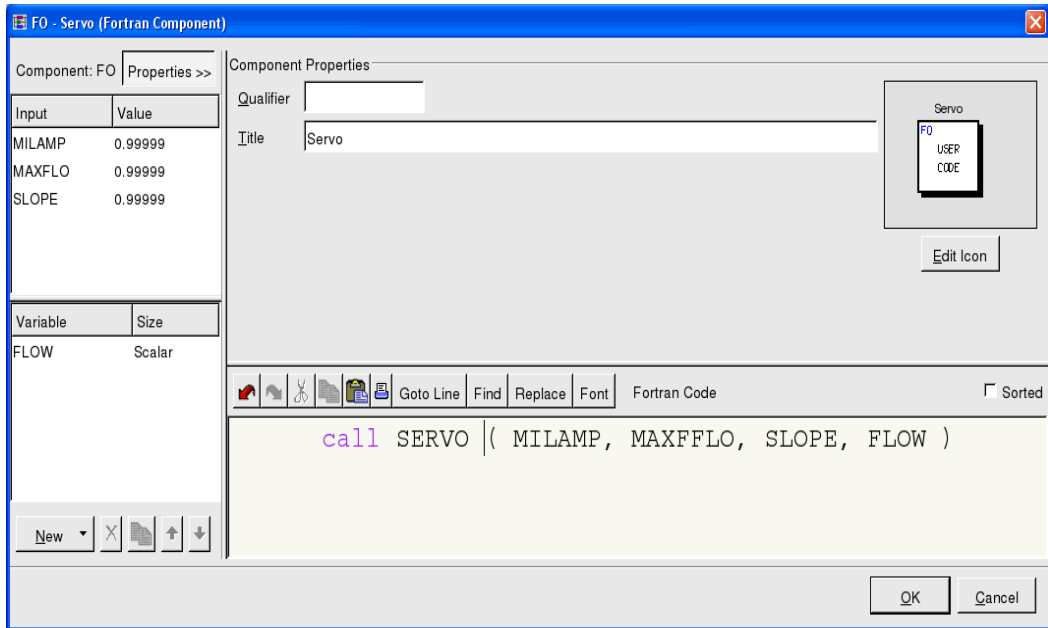 FO - Servo (Fortran Component)
Component: FO
Properties >>
Input Value
MILAMP 0.99999
MAXFLO 0.99999
SLOPE 0.99999
Variable Size
FLOW Scalar
New
Component Properties
Qualifier
Title Servo
Servo
FO
USER
CODE
Edit Icon
Goto Line Find Replace Font Fortran Code Sorted
call SERVO ( MILAMP, MAXFFLO, SLOPE, FLOW )
OK Cancel